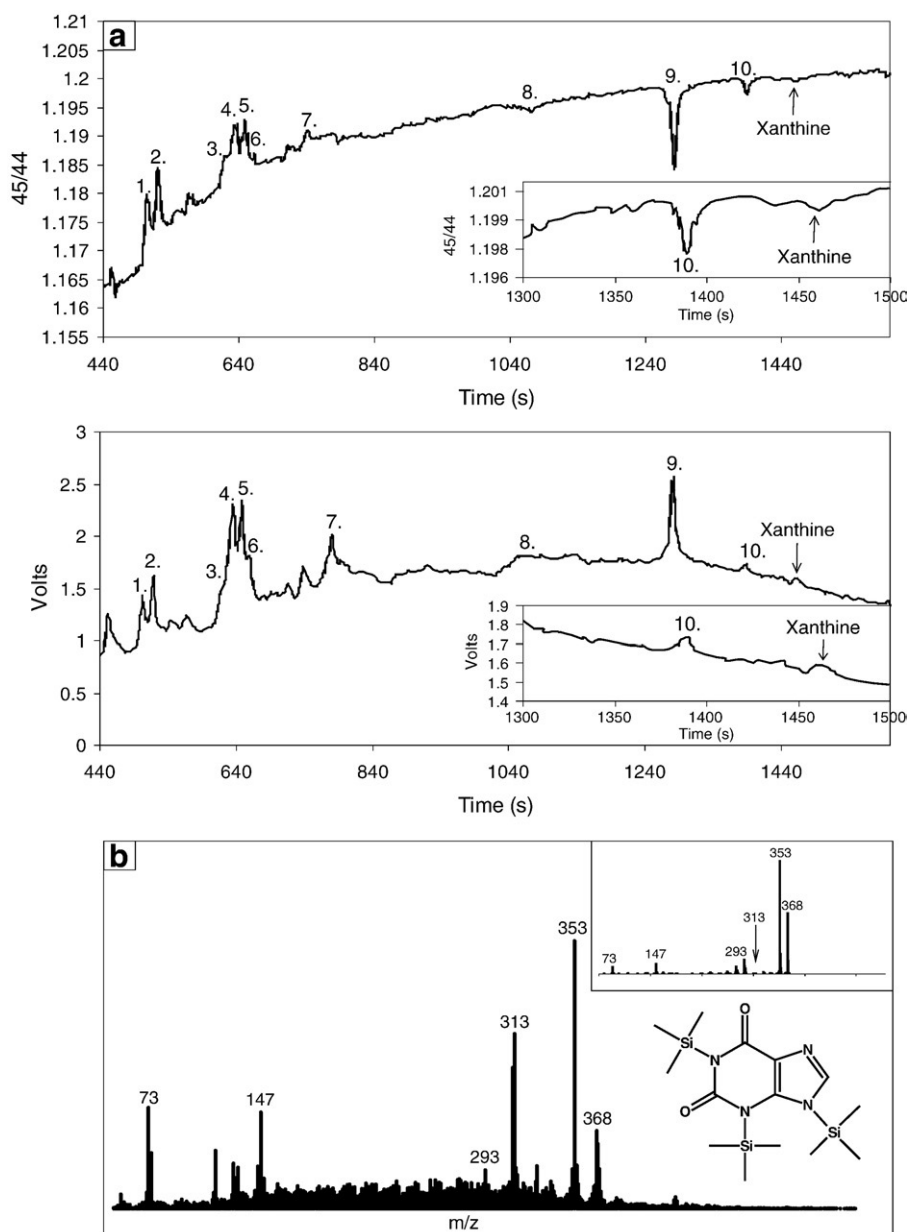 a
1.21
1.205
1.2
1.195
1.19
1.185
1.18
1.175
1.17
1.165
1.16
1.155
45/44
1.
2.
3.
4.
5.
6.
7.
8.
9.
10.
Xanthine
1.201
1.199
1.198
1.196
45/44
10.
Xanthine
1300 1350 1400 1450 1500
Time (s)
440 640 840 1040 1240 1440
Time (s)
3
2.5
2
1.5
1
0.5
0
Volts
1.
2.
3.
4.
5.
6.
7.
8.
9.
10.
Xanthine
1.9
1.8
1.7
1.6
1.5
1.4
Volts
10.
Xanthine
1300 1350 1400 1450 1500
Time (s)
440 640 840 1040 1240 1440
Time (s)
b
73
147
293
313
353
368
m/z
73
147
293
313
353
368
O
Si
N
N
O
N
N
Si
Si